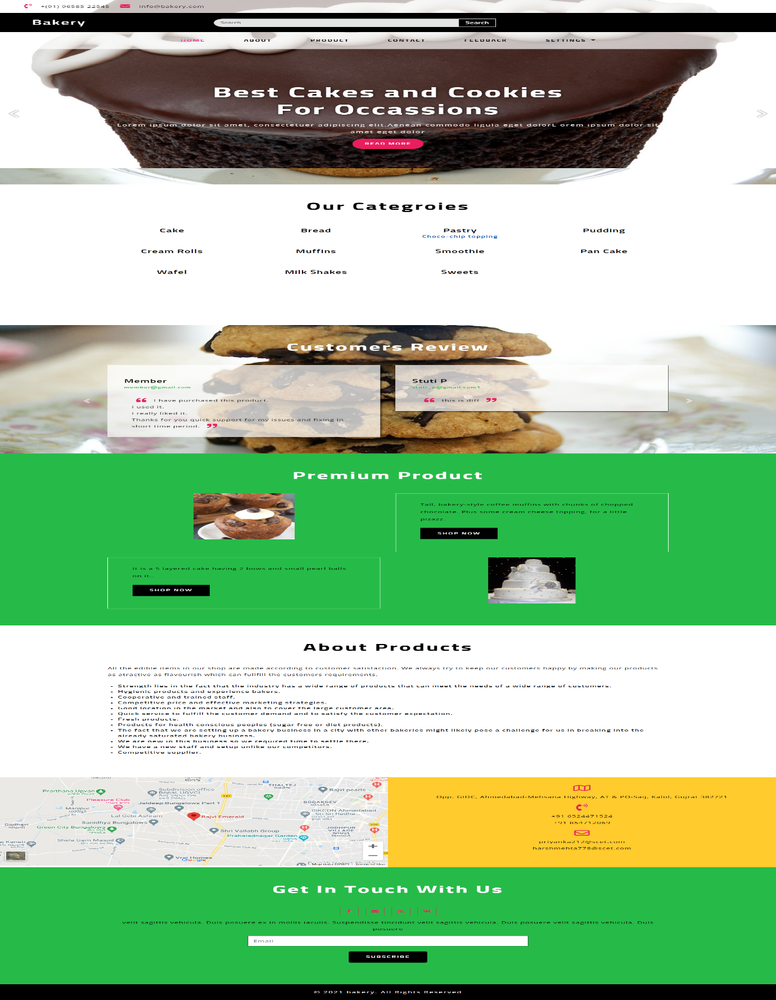 +(91) 96585 22545 info@bakery.com
Bakery Search Search
HOME ABOUT PRODUCT CONTACT FEEDBACK SETTINGS
Best Cakes and Cookies
For Occassions
Lorem ipsum dolor sit amet, consectetuer adipiscing elit.Aenean commodo ligula eget dolorL orem ipsum dolor sit
amet eget dolor
READ MORE
Our Categroies
Cake Bread Pastry Pudding
Choco-chip topping
Cream Rolls Muffins Smoothie Pan Cake
Wafel Milk Shakes Sweets
Customers Review
Member
member@gmail.com
❝ I have purchased this product.
I used it.
I really liked it.
Thanks for you quick support for my issues and fixing in
short time period. ❞
Stuti P
stuti_p@gmail.com1
❝ this is diff ❞
Premium Product
Tall, bakery-style coffee muffins with chunks of chopped
chocolate. Plus some cream cheese topping, for a little
pizazz.
SHOP NOW
It is a 5 layered cake having 2 bows and small pearl balls
on it..
SHOP NOW
About Products
All the edible items in our shop are made according to customer satisfaction. We always try to keep our customers happy by making our products
as atractive as flavourish which can fullfill the customers requirements.
- Strength lies in the fact that the industry has a wide range of products that can meet the needs of a wide range of customers.
- Hygienic products and experience bakers.
- Cooperative and trained staff.
- Competitive price and effective marketing strategies.
- Good location in the market and also to cover the large customer area.
- Quick service to fulfill the customer demand and to satisfy the customer expectation.
- Fresh products.
- Products for health conscious peoples (sugar free or diet products).
- The fact that we are setting up a bakery business in a city with other bakeries might likely pose a challenge for us in breaking into the
already saturated bakery business.
- We are new in this business so we required time to settle there.
- We have a new staff and setup unlike our competitors.
- Competitive supplier.
Prarthana Upvan
Subdivision office
Bopal, UGVCL
THALTEJ
Rajvi pearls
147
Pleaxure Club
Jaldeep Bungalows Part 1
Manipur
BODAKDEV
Lal Gebi Ashram
Rajvi Emerald
ISKCON Ahmedabad
Sri Sri Radha...
Godhavi
Sanidhya Bungalows
Green City Bungalows
Shri Vallabh Group
JODHPUR
VILLAGE
Prahaladnagar Garden
Shela Gam Masjid
Vraj Homes
Google
Map data ©2021 Terms of Use
Opp. GIDC, Ahmedabad-Mehsana Highway, AT & PO-Saij, Kalol, Gujrat 382721
+91 6524471524
+91 854712069
priyanka212@scet.com
harshmehta778@scet.com
Get In Touch With Us
velit sagittis vehicula. Duis posuere ex in mollis iaculis. Suspendisse tincidunt velit sagittis vehicula. Duis posuere velit sagittis vehicula. Duis
posuere
Email
SUBSCRIBE
© 2021 bakery. All Rights Reserved